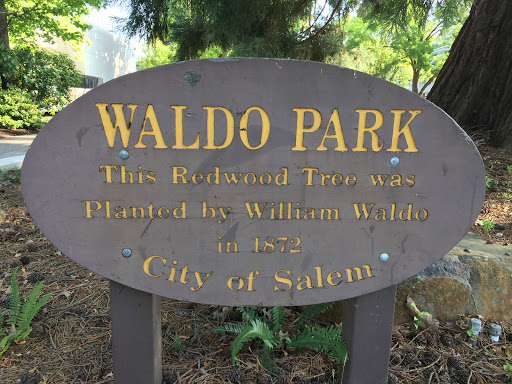 WALDO PARK
This Redwood Tree was
Planted by William Waldo
in 1872
City of Salem